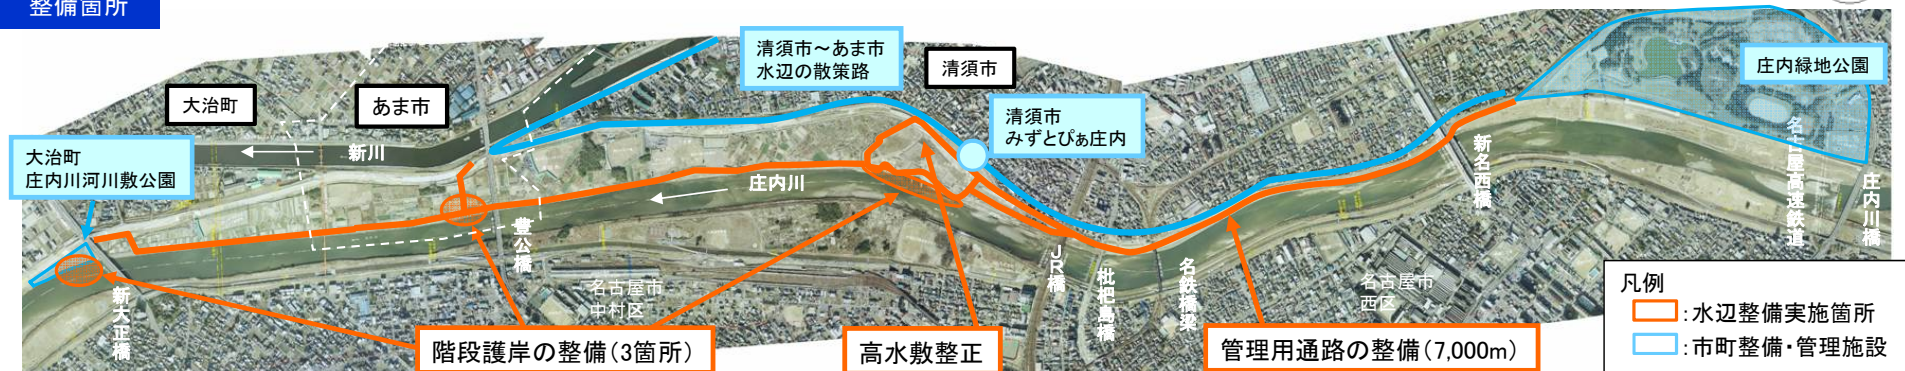 整備箇所
清須市～あま市
水辺の散策路
清須市
庄内緑地公園
大治町
あま市
清須市
みずとぴぁ庄内
大治町
庄内川河川敷公園
新川
庄内川
新大正橋
豊公橋
名古屋市
中村区
JR橋
枇杷島橋
名鉄橋梁
名古屋市
西区
新名西橋
名古屋高速鉄道
庄内川橋
階段護岸の整備(3箇所)
高水敷整正
管理用通路の整備(7,000m)
凡例
:水辺整備実施箇所
:市町整備・管理施設